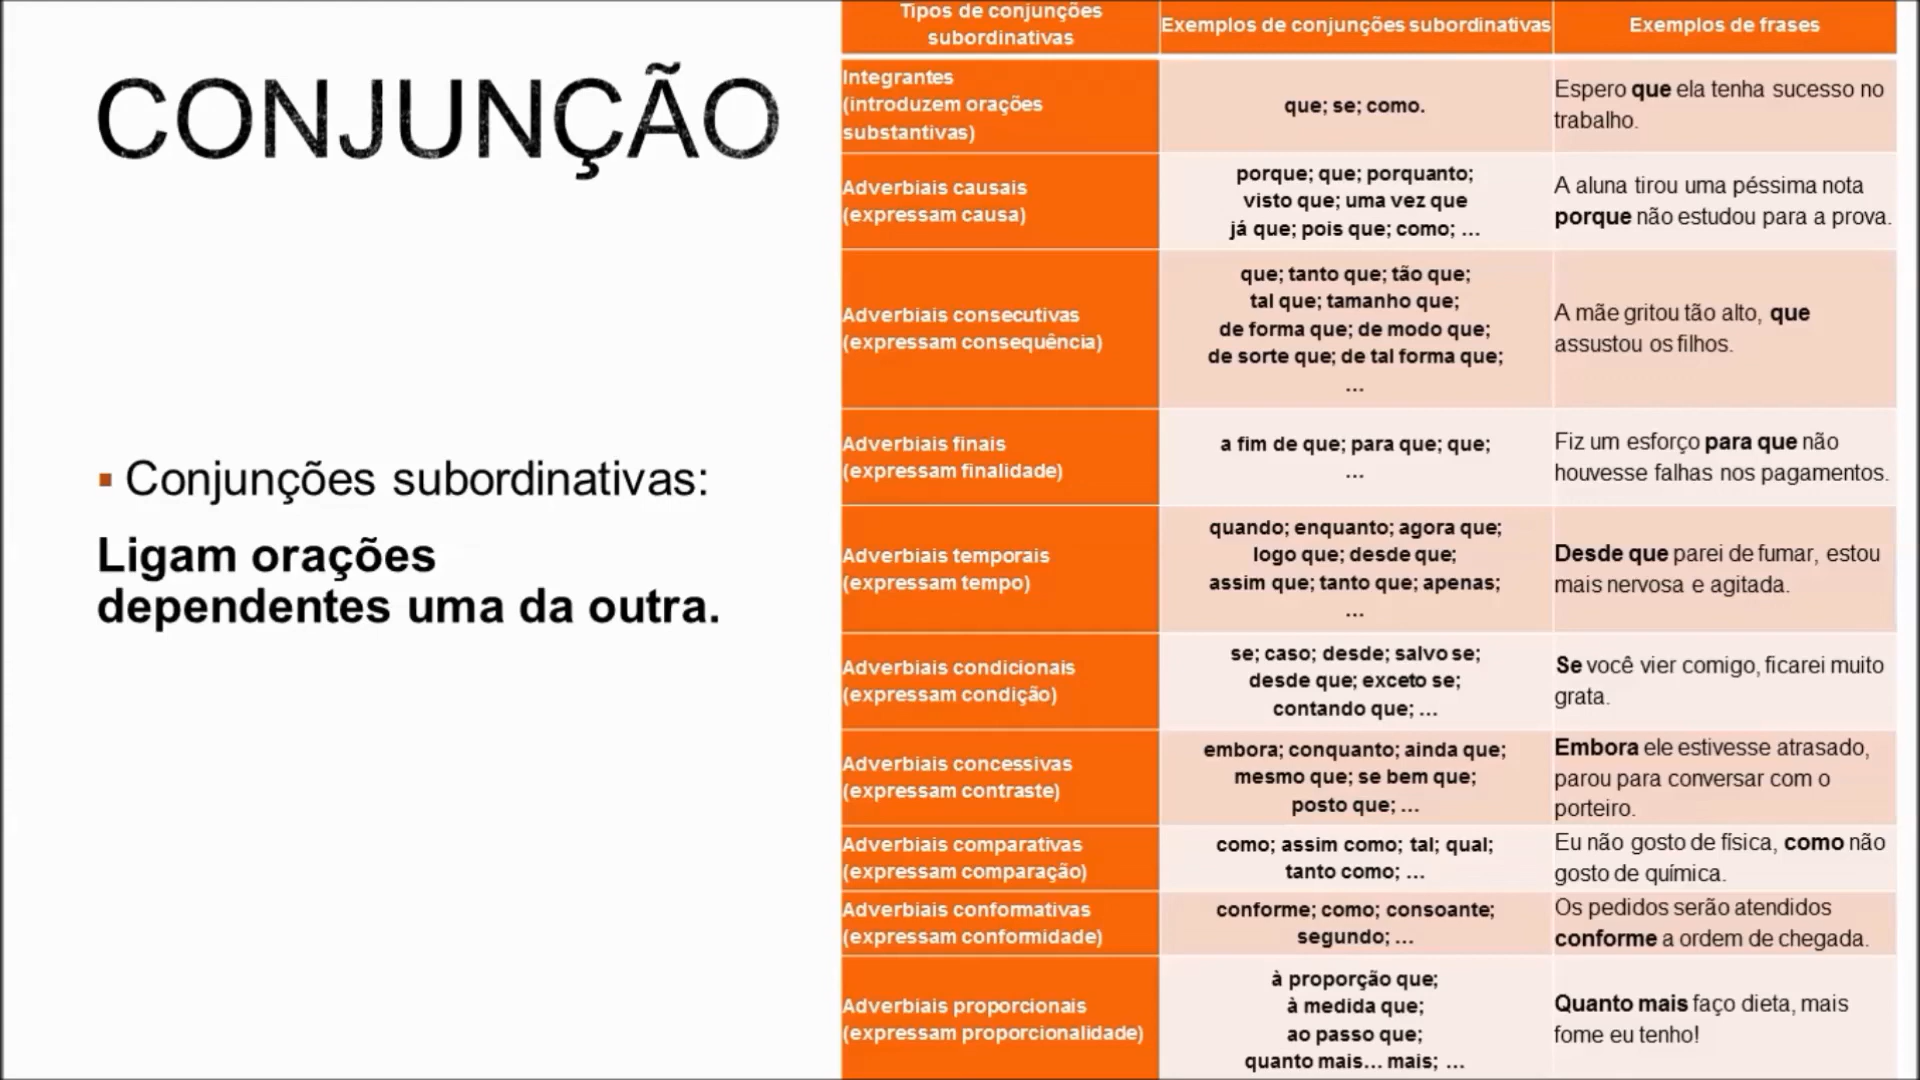 CONJUNÇÃO
Conjunções subordinativas:
Ligam orações
dependentes uma da outra.
Tipos de conjunções
subordinativas
Exemplos de conjunções subordinativas
Exemplos de frases
Integrantes
(introduzem orações
substantivas)
que; se; como.
Espero que ela tenha sucesso no
trabalho.
Adverbiais causais
(expressam causa)
porque; que; porquanto;
visto que; uma vez que
já que; pois que; como; …
A aluna tirou uma péssima nota
porque não estudou para a prova.
Adverbiais consecutivas
(expressam consequência)
que; tanto que; tão que;
tal que; tamanho que;
de forma que; de modo que;
de sorte que; de tal forma que;
…
A mãe gritou tão alto, que
assustou os filhos.
Adverbiais finais
(expressam finalidade)
a fim de que; para que; que;
…
Fiz um esforço para que não
houvesse falhas nos pagamentos.
Adverbiais temporais
(expressam tempo)
quando; enquanto; agora que;
logo que; desde que;
assim que; tanto que; apenas;
…
Desde que parei de fumar, estou
mais nervosa e agitada.
Adverbiais condicionais
(expressam condição)
se; caso; desde; salvo se;
desde que; exceto se;
contando que; …
Se você vier comigo, ficarei muito
grata.
Adverbiais concessivas
(expressam contraste)
embora; conquanto; ainda que;
mesmo que; se bem que;
posto que; …
Embora ele estivesse atrasado,
parou para conversar com o
porteiro.
Adverbiais comparativas
(expressam comparação)
como; assim como; tal; qual;
tanto como; …
Eu não gosto de física, como não
gosto de química.
Adverbiais conformativas
(expressam conformidade)
conforme; como; consoante;
segundo; …
Os pedidos serão atendidos
conforme a ordem de chegada.
Adverbiais proporcionais
(expressam proporcionalidade)
à proporção que;
à medida que;
ao passo que;
quanto mais… mais; …
Quanto mais faço dieta, mais
fome eu tenho!